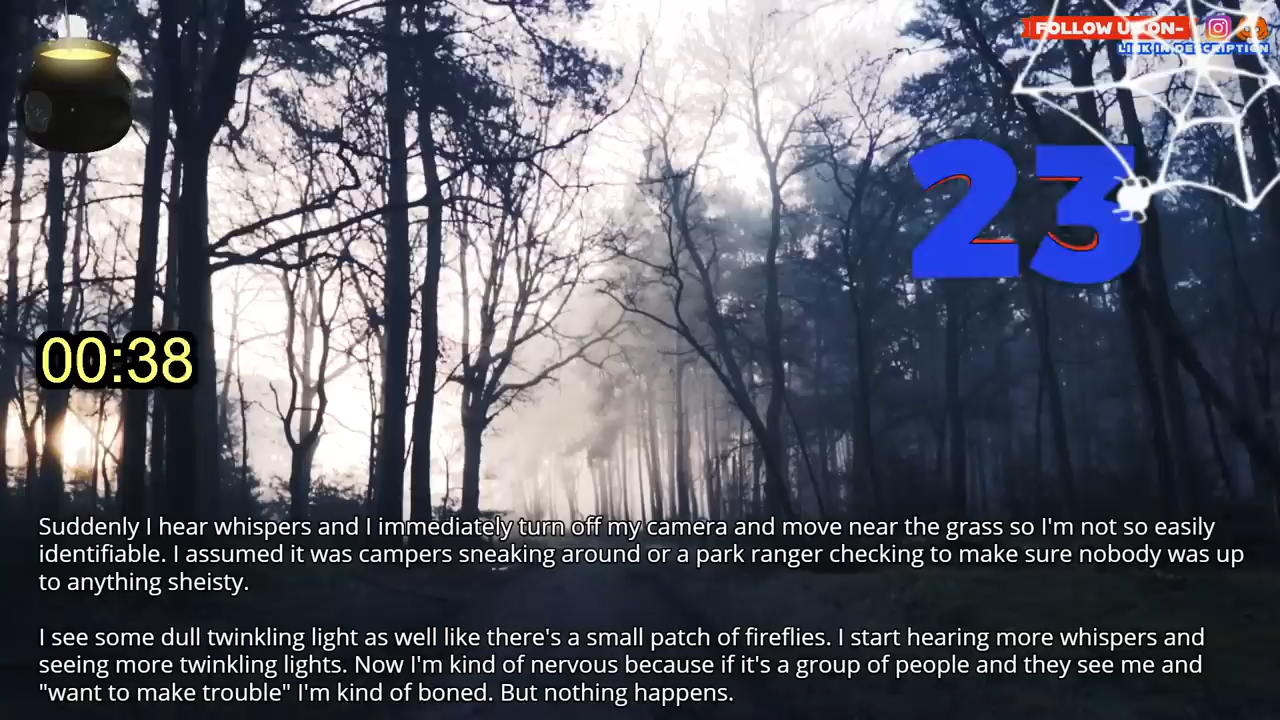 FOLLOW US ON-
LINK IN DESCRIPTION
23
00:38
Suddenly I hear whispers and I immediately turn off my camera and move near the grass so I'm not so easily
identifiable. I assumed it was campers sneaking around or a park ranger checking to make sure nobody was up
to anything sheisty.
I see some dull twinkling light as well like there's a small patch of fireflies. I start hearing more whispers and
seeing more twinkling lights. Now I'm kind of nervous because if it's a group of people and they see me and
"want to make trouble" I'm kind of boned. But nothing happens.